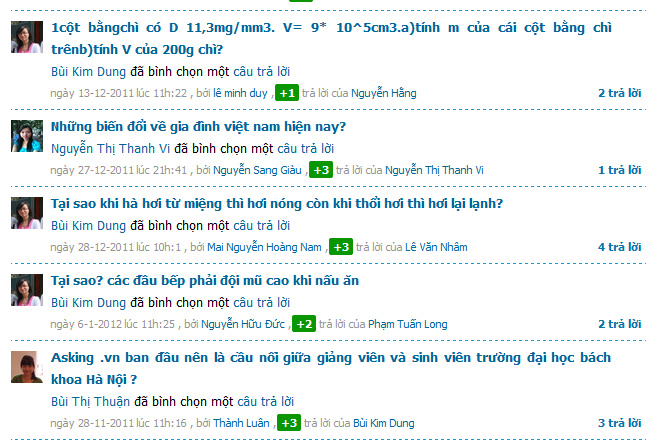 1cột bằngchì có D 11,3mg/mm3. V= 9* 10^5cm3.a)tính m của cái cột bằng chì
trênb)tính V của 200g chì?
Bùi Kim Dung đã bình chọn một câu trả lời
ngày 13-12-2011 lúc 11h:22 , bởi lê minh duy , +1 trả lời của Nguyễn Hằng 2 trả lời
Những biến đổi về gia đình việt nam hiện nay?
Nguyễn Thị Thanh Vi đã bình chọn một câu trả lời
ngày 27-12-2011 lúc 21h:41 , bởi Nguyễn Sang Giàu , +3 trả lời của Nguyễn Thị Thanh Vi 1 trả lời
Tại sao khi hà hơi từ miệng thì hơi nóng còn khi thổi hơi thì hơi lại lạnh?
Bùi Kim Dung đã bình chọn một câu trả lời
ngày 28-12-2011 lúc 10h:1 , bởi Mai Nguyễn Hoàng Nam , +3 trả lời của Lê Văn Nhâm 4 trả lời
Tại sao? các đầu bếp phải đội mũ cao khi nấu ăn
Bùi Kim Dung đã bình chọn một câu trả lời
ngày 6-1-2012 lúc 11h:25 , bởi Nguyễn Hữu Đức , +2 trả lời của Phạm Tuấn Long 2 trả lời
Asking .vn ban đầu nên là cầu nối giữa giảng viên và sinh viên trường đại học bách
khoa Hà Nội ?
Bùi Thị Thuận đã bình chọn một câu trả lời
ngày 28-11-2011 lúc 11h:16 , bởi Thành Luân , +3 trả lời của Bùi Kim Dung 3 trả lời